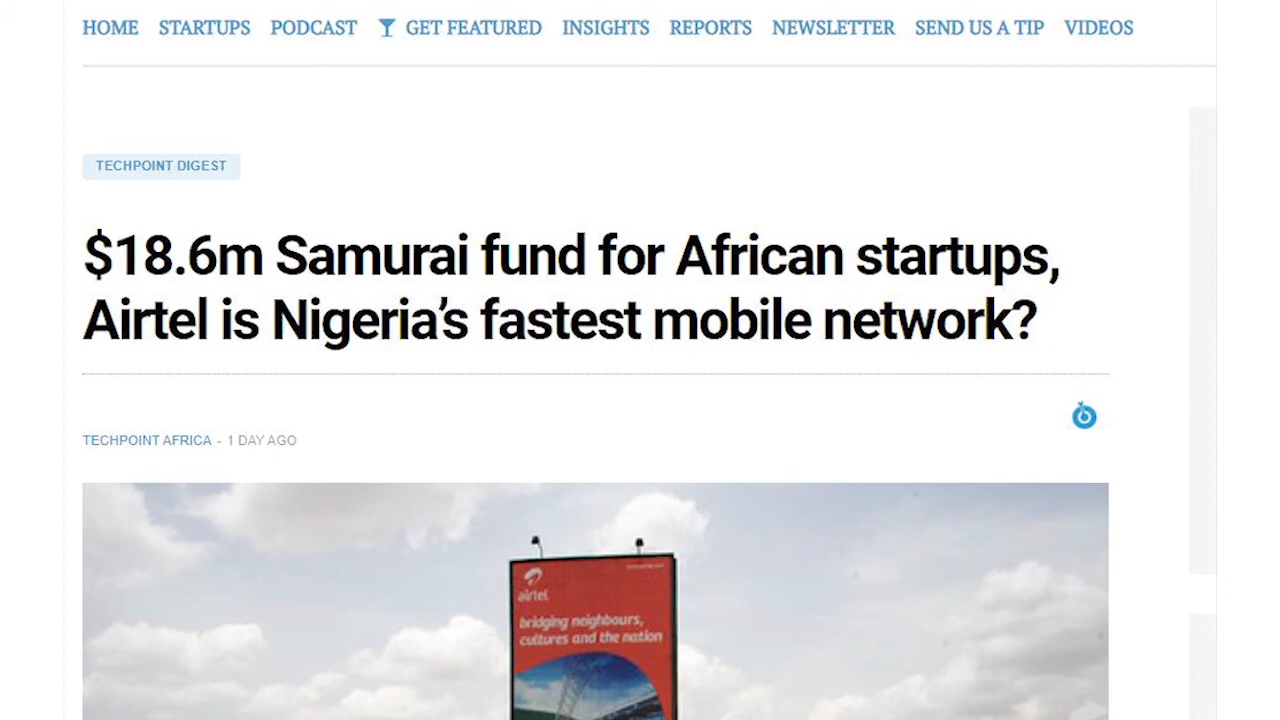 HOME STARTUPS PODCAST GET FEATURED INSIGHTS REPORTS NEWSLETTER SEND US A TIP VIDEOS
TECHPOINT DIGEST
$18.6m Samurai fund for African startups,
Airtel is Nigeria’s fastest mobile network?
TECHPOINT AFRICA - 1 DAY AGO
airtel
bridging neighbours,
cultures and the nation